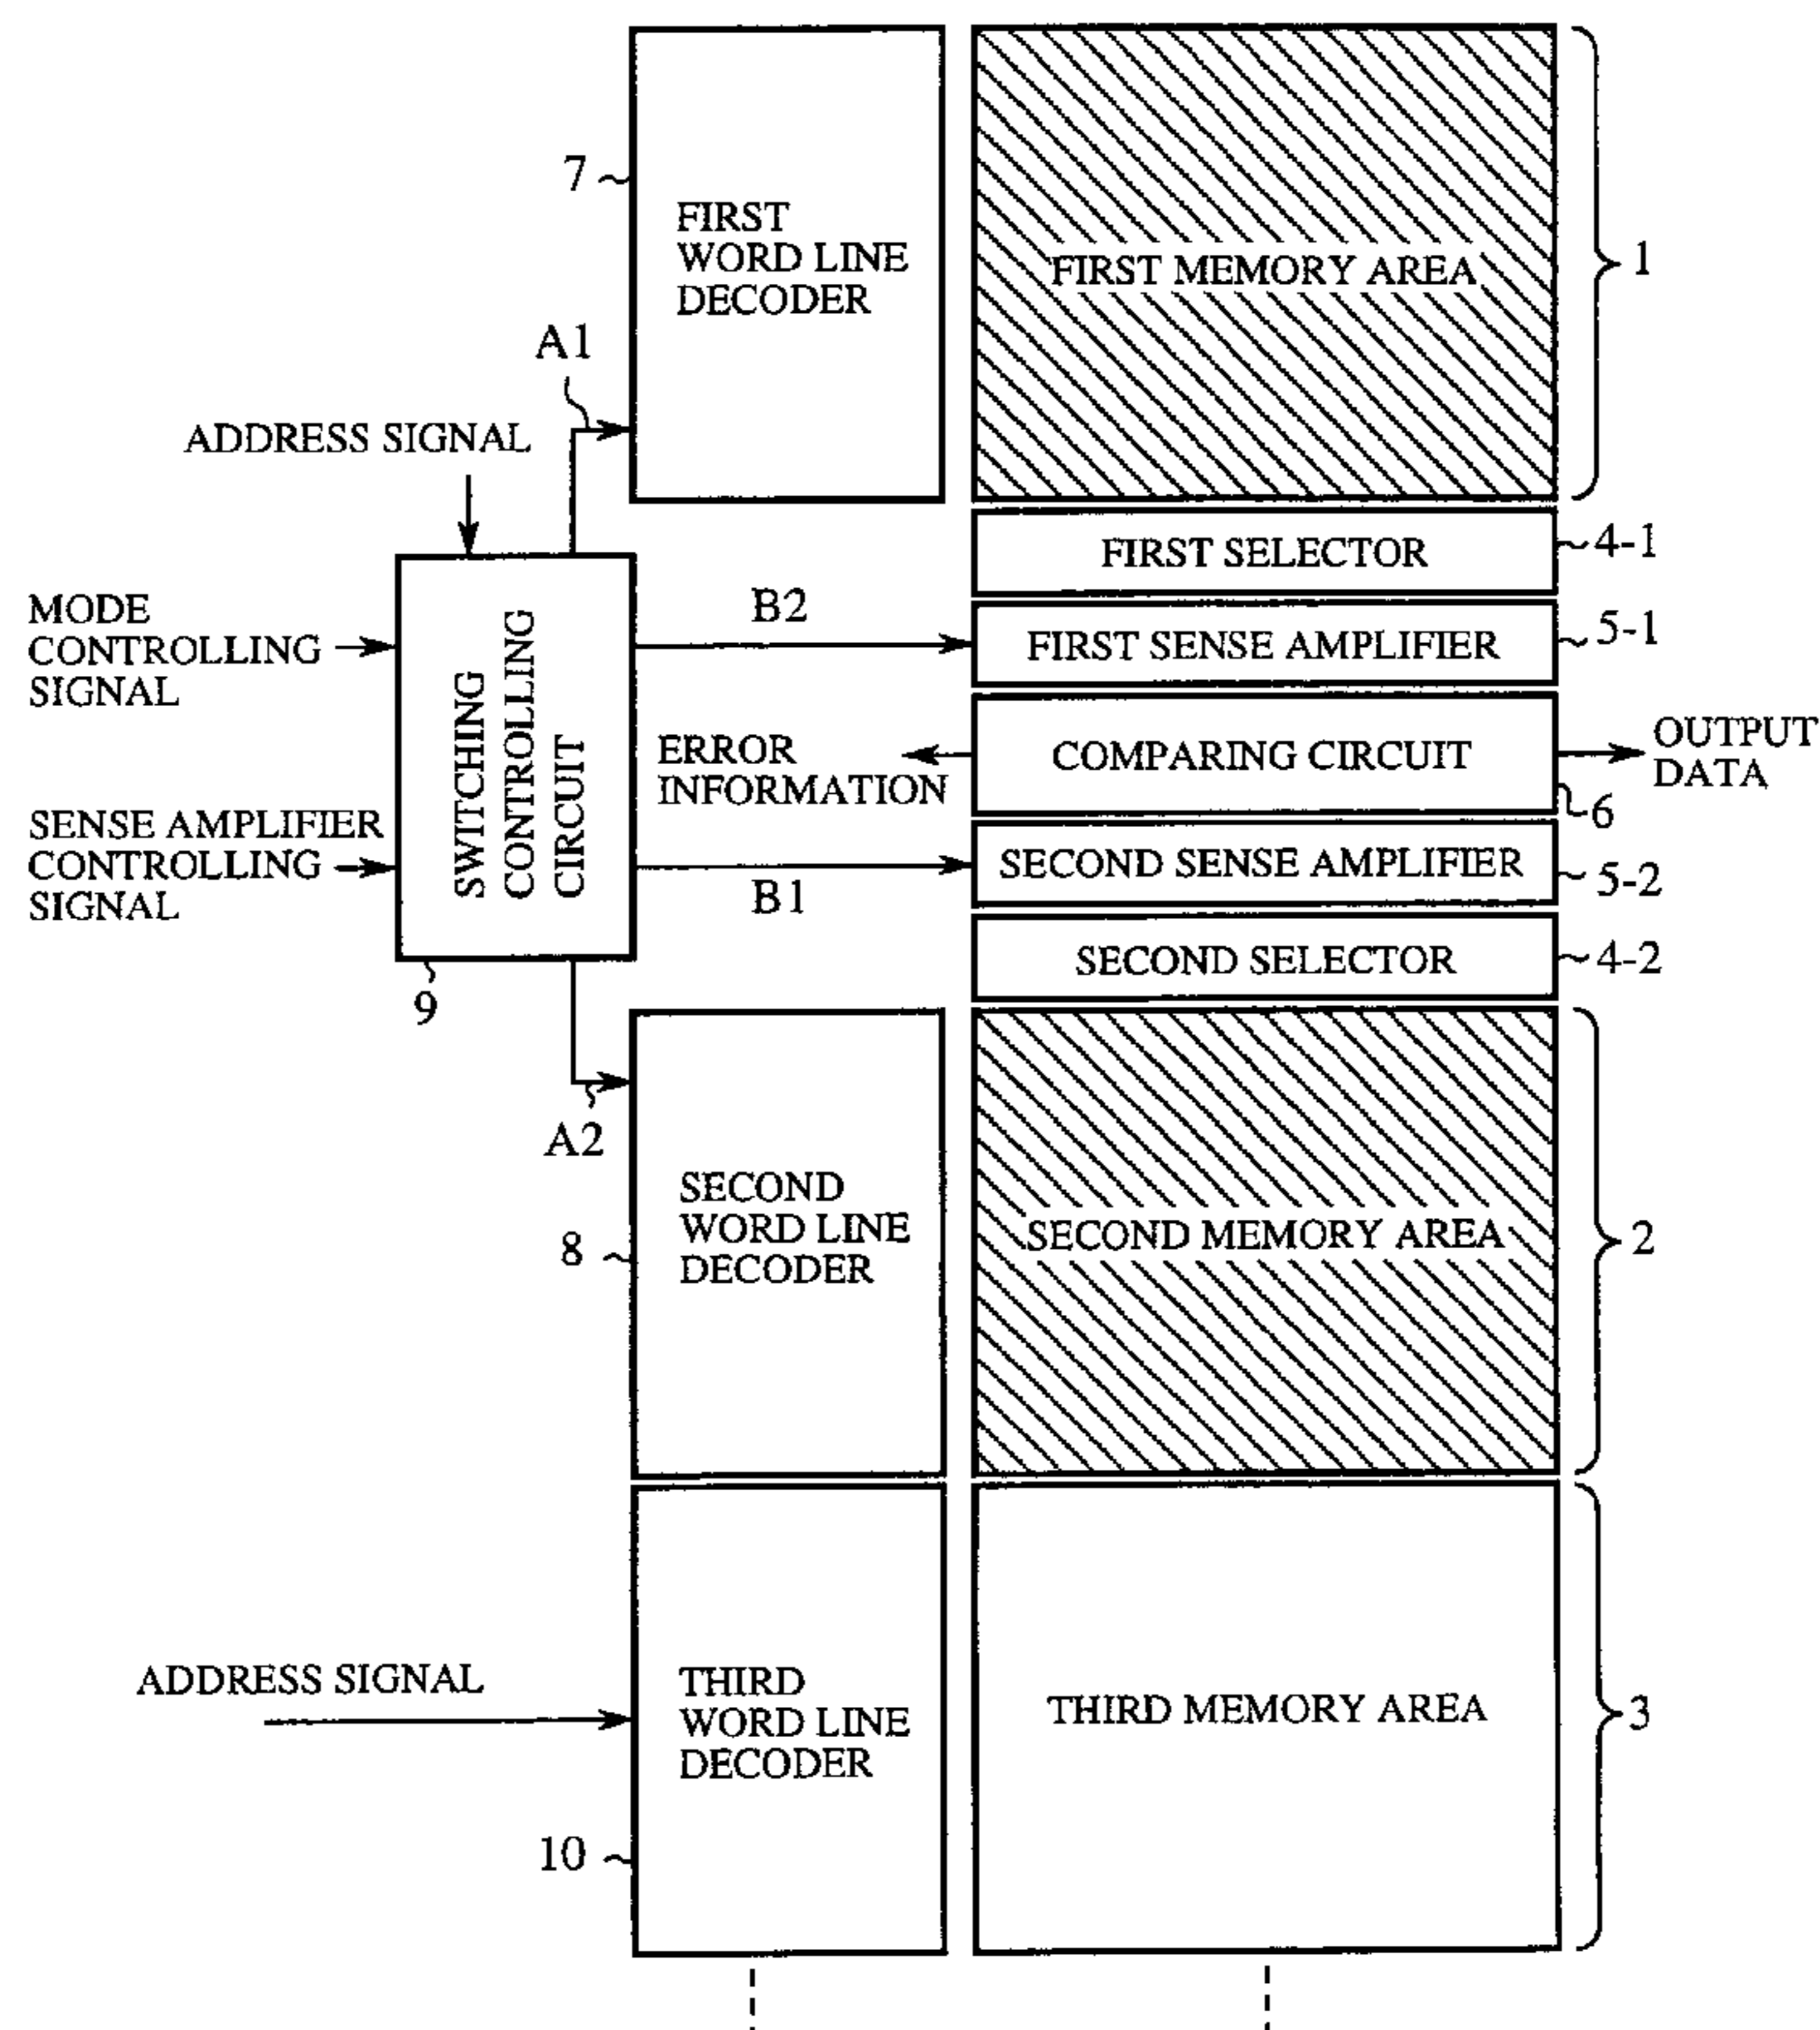 7
FIRST
WORD LINE
DECODER
FIRST MEMORY AREA
1
A1
ADDRESS SIGNAL
FIRST SELECTOR
4-1
MODE
CONTROLLING
SIGNAL
B2
FIRST SENSE AMPLIFIER
5-1
SWITCHING
CONTROLLING
CIRCUIT
ERROR
INFORMATION
COMPARING CIRCUIT
OUTPUT
DATA
6
SENSE AMPLIFIER
CONTROLLING
SIGNAL
B1
SECOND SENSE AMPLIFIER
5-2
SECOND SELECTOR
4-2
9
A2
8
SECOND
WORD LINE
DECODER
SECOND MEMORY AREA
2
ADDRESS SIGNAL
THIRD
WORD LINE
DECODER
THIRD MEMORY AREA
3
10